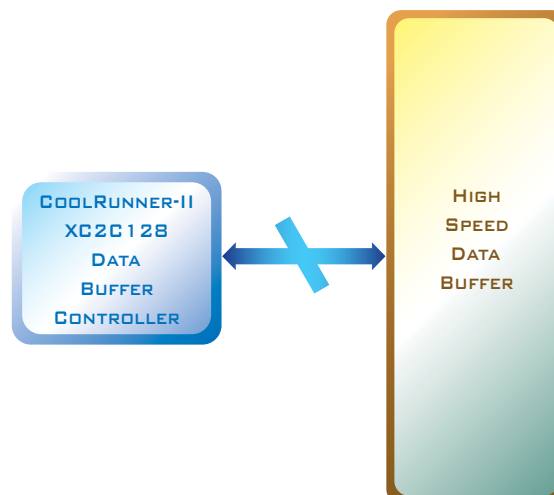 COOLRUNNER-II
XC2C128
DATA
BUFFER
CONTROLLER
HIGH
SPEED
DATA
BUFFER